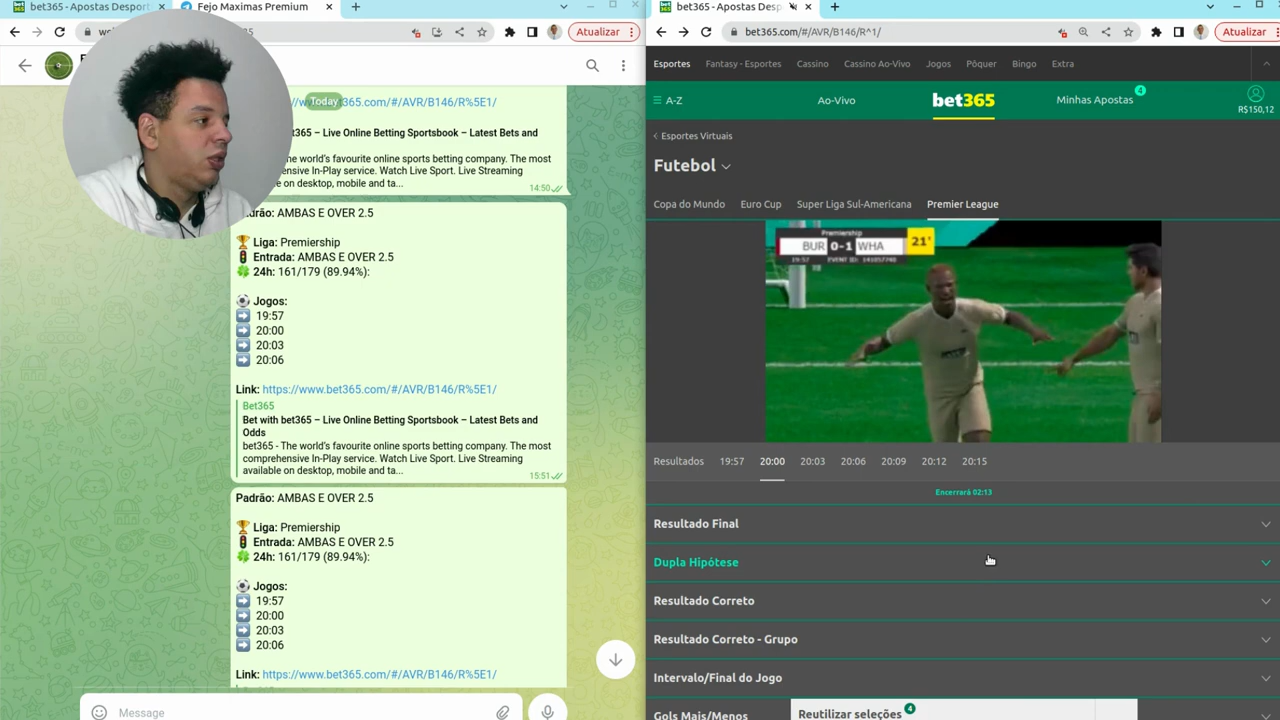 bet365 - Apostas Desport
Fejo Maximas Premium
Atualizar
Today
365.com/#/AVR/B146/R%5E1/
t365 – Live Online Betting Sportsbook – Latest Bets and
he world's favourite online sports betting company. The most
ensive In-Play service. Watch Live Sport. Live Streaming
e on desktop, mobile and ta...
14:50
AMBAS E OVER 2.5
Liga: Premiership
Entrada: AMBAS E OVER 2.5
24h: 161/179 (89.94%):
Jogos:
19:57
20:00
20:03
20:06
Link: https://www.bet365.com/#/AVR/B146/R%5E1/
Bet365
Bet with bet365 – Live Online Betting Sportsbook – Latest Bets and
Odds
bet365 - The world's favourite online sports betting company. The most
comprehensive In-Play service. Watch Live Sport. Live Streaming
available on desktop, mobile and ta...
15:51
Padrão: AMBAS E OVER 2.5
Liga: Premiership
Entrada: AMBAS E OVER 2.5
24h: 161/179 (89.94%):
Jogos:
19:57
20:00
20:03
20:06
Link: https://www.bet365.com/#/AVR/B146/R%5E1/
Message
bet365 - Apostas Desp
bet365.com/#/AVR/B146/R^1/
Atualizar
Esportes Fantasy - Esportes Cassino Cassino Ao-Vivo Jogos Pôquer Bingo Extra
A-Z Ao-Vivo bet365 Minhas Apostas 4 R$150,12
Esportes Virtuais
Futebol
Copa do Mundo Euro Cup Super Liga Sul-Americana Premier League
Premiership
BUR 0-1 WHA 21'
19:57 EVENT ID: 141057740
Resultados 19:57 20:00 20:03 20:06 20:09 20:12 20:15
Encerrará 02:13
Resultado Final
Dupla Hipótese
Resultado Correto
Resultado Correto - Grupo
Intervalo/Final do Jogo
Gols Mais/Menos
Reutilizar seleções 4